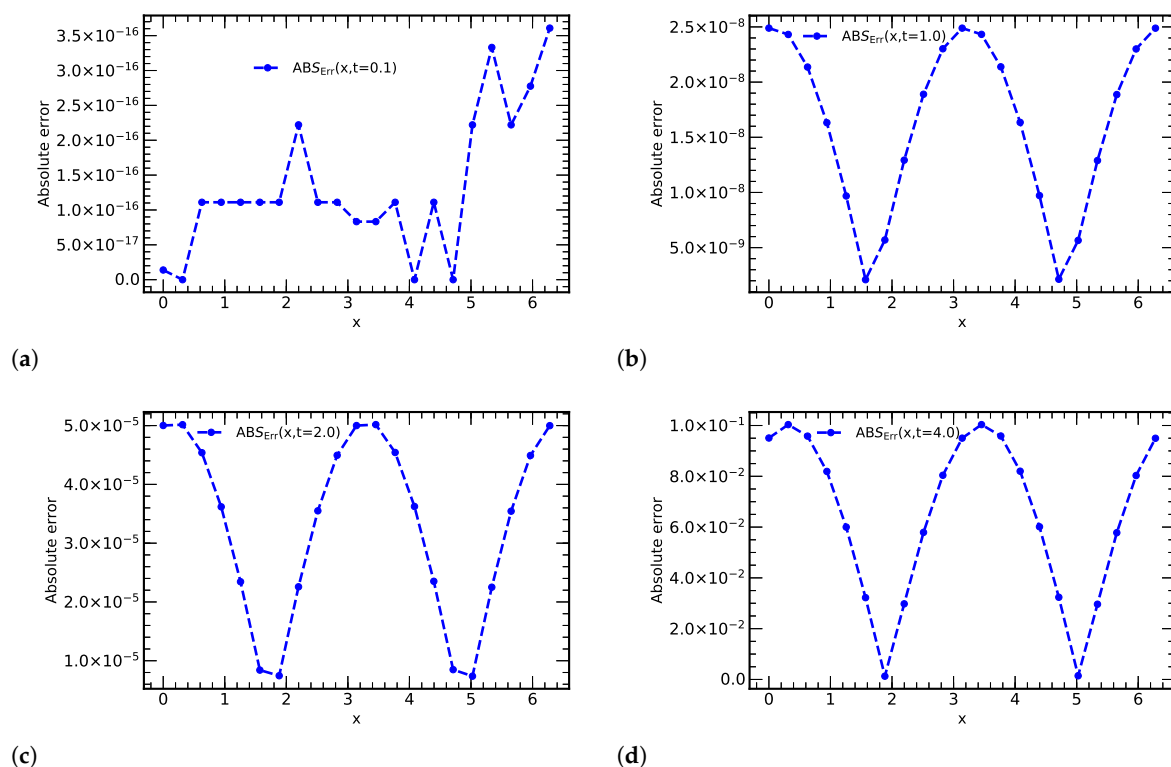 3.5×10⁻¹⁶
3.0×10⁻¹⁶
2.5×10⁻¹⁶
2.0×10⁻¹⁶
1.5×10⁻¹⁶
1.0×10⁻¹⁶
5.0×10⁻¹⁷
0.0
Absolute error
ABS_Err(x,t=0.1)
0 1 2 3 4 5 6
x
(a)
2.5×10⁻⁸
2.0×10⁻⁸
1.5×10⁻⁸
1.0×10⁻⁸
5.0×10⁻⁹
Absolute error
ABS_Err(x,t=1.0)
0 1 2 3 4 5 6
x
(b)
5.0×10⁻⁵
4.0×10⁻⁵
3.0×10⁻⁵
2.0×10⁻⁵
1.0×10⁻⁵
Absolute error
ABS_Err(x,t=2.0)
0 1 2 3 4 5 6
x
(c)
1.0×10⁻¹
8.0×10⁻²
6.0×10⁻²
4.0×10⁻²
2.0×10⁻²
0.0
Absolute error
ABS_Err(x,t=4.0)
0 1 2 3 4 5 6
x
(d)